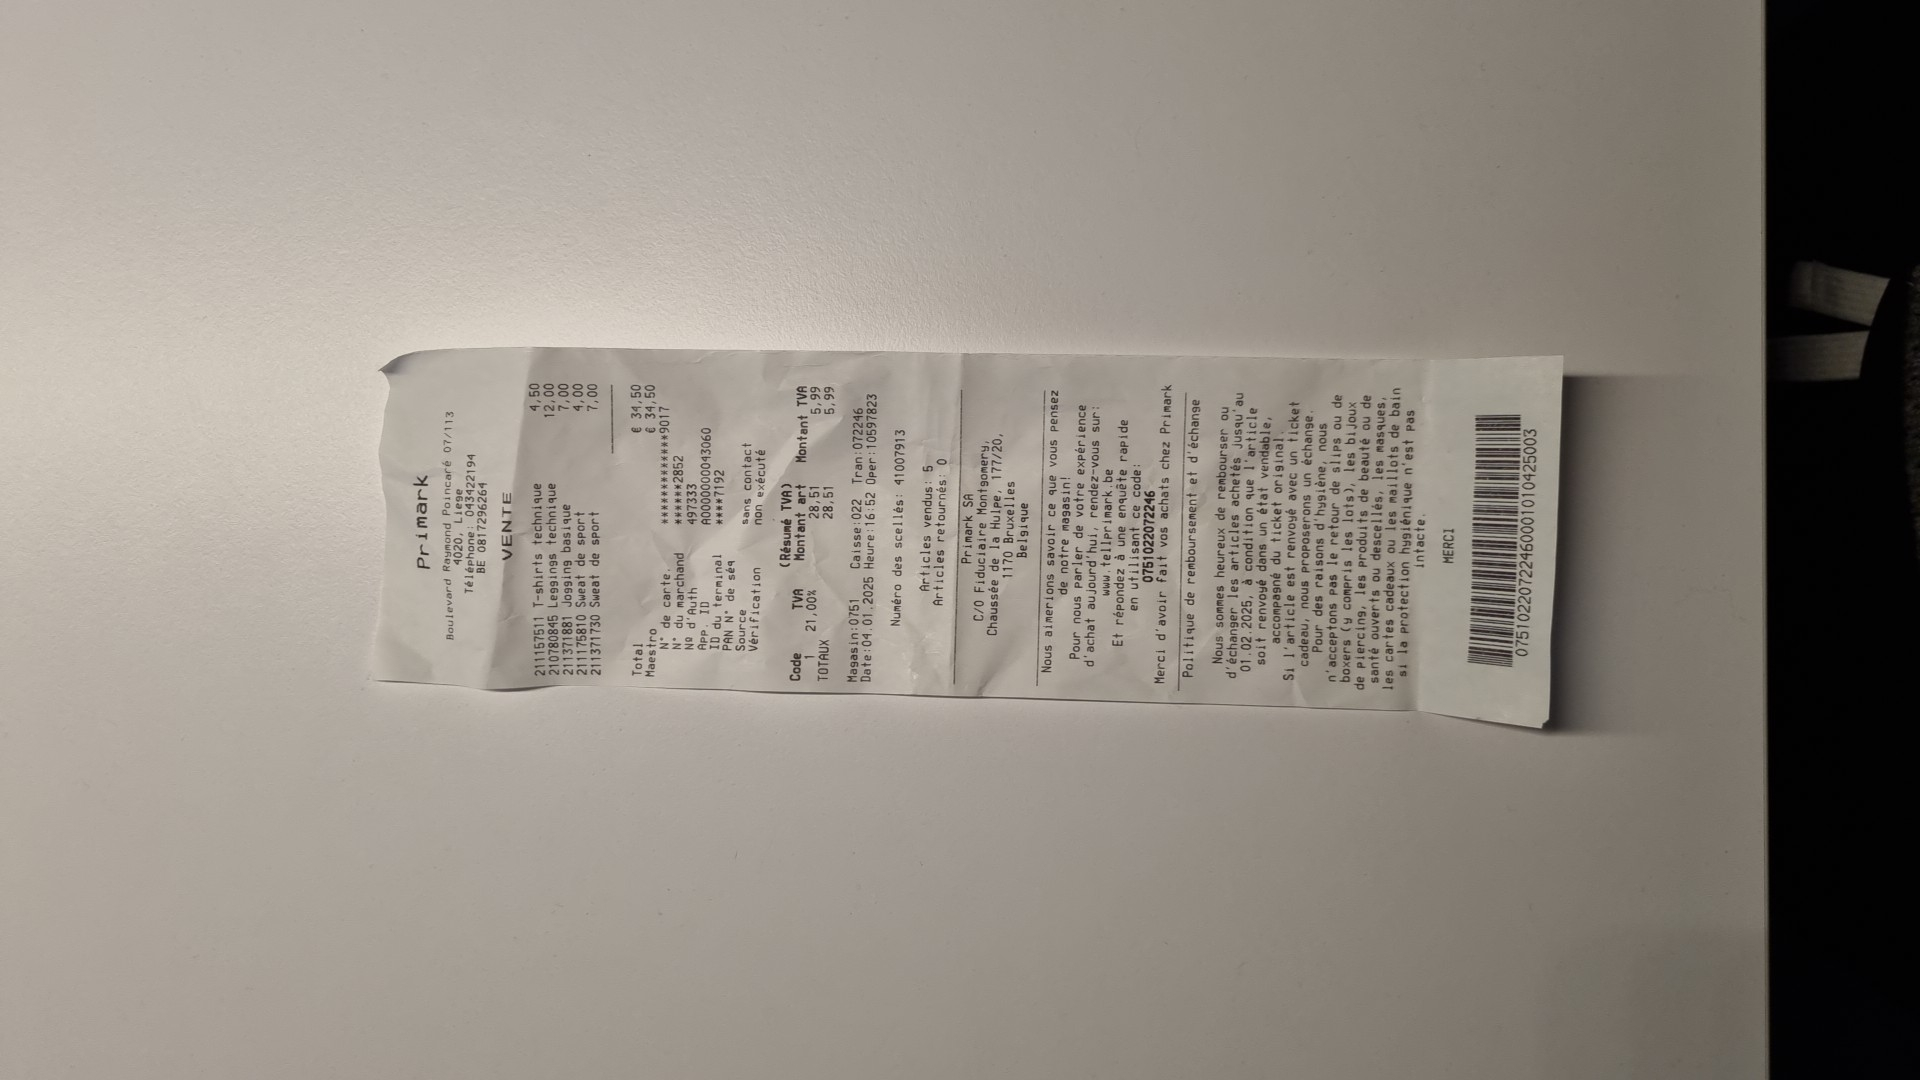 Primark
Boulevard Raymond Poincaré 07/113
4020, Liege
Téléphone: 043422194
BE 0817296264
VENTE
211157511 T-shirts technique 4,50
210780845 Leggings technique 12,00
211371881 Jogging basique 7,00
211175810 Sweat de sport 4,00
211371730 Sweat de sport 7,00
Total € 34,50
Maestro € 34,50
N° de carte. ***************9017
N° du marchand ******2852
Nº d'Auth 497333
App. ID A0000000043060
ID du terminal ****7192
PAN N° de séq
Source sans contact
Vérification non exécuté
(Résumé TVA)
Code TVA Montant art Montant TVA
1 21,00% 28,51 5,99
TOTAUX 28,51 5,99
Magasin:0751 Caisse:022 Tran:072246
Date:04.01.2025 Heure:16:52 Oper:10597823
Numéro des scellés: 41007913
Articles vendus: 5
Articles retournés: 0
Primark SA
C/O Fiduciaire Montgomery,
Chaussée de la Hulpe, 177/20,
1170 Bruxelles
Belgique
Nous aimerions savoir ce que vous pensez
de notre magasin!
Pour nous parler de votre expérience
d'achat aujourd'hui, rendez-vous sur:
www.tellprimark.be
Et répondez à une enquête rapide
en utilisant ce code:
075102207224​6
Merci d'avoir fait vos achats chez Primark
Politique de remboursement et d'échange
Nous sommes heureux de rembourser ou
d'échanger les articles achetés jusqu'au
01.02.2025, à condition que l'article
soit renvoyé dans un état vendable,
accompagné du ticket original.
Si l'article est renvoyé avec un ticket
cadeau, nous proposerons un échange.
Pour des raisons d'hygiène, nous
n'acceptons pas le retour de slips ou de
boxers (y compris les lots), les bijoux
de piercing, les produits de beauté ou de
santé ouverts ou descellés, les masques,
les cartes cadeaux ou les maillots de bain
si la protection hygiénique n'est pas
intacte.
MERCI
07510220722460001010425003